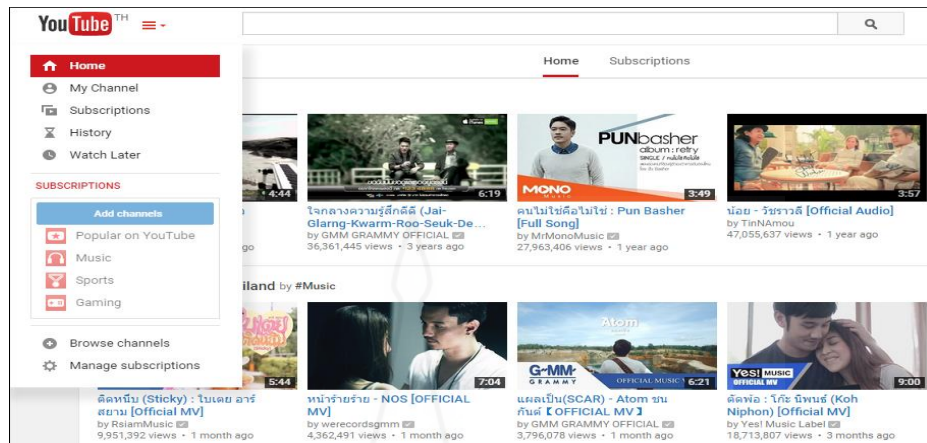 YouTube TH
Home
My Channel
Subscriptions
History
Watch Later
SUBSCRIPTIONS
Add channels
Popular on YouTube
Music
Sports
Gaming
Browse channels
Manage subscriptions
Home Subscriptions
4:44
6:19
ใจกลางความรู้สึกดีดี (Jai-
Glarng-Kwarm-Roo-Seuk-De...
by GMM GRAMMY OFFICIAL
36,361,445 views • 3 years ago
PUNbasher
album : retry
MONO
MUSIC
3:49
คนไม่ใช่คือไม่ใช่ : Pun Basher
[Full Song]
by MrMonoMusic
27,963,406 views • 1 year ago
3:57
น้อย - วัชราวลี [Official Audio]
by TinNAmou
47,055,637 views • 1 year ago
iland by #Music
5:44
ติดหนึบ (Sticky) : ใบเตย อาร์
สยาม [Official MV]
by RsiamMusic
9,951,392 views • 1 month ago
7:04
หน้าร้ายร้าย - NOS [OFFICIAL
MV]
by werecordsgmm
4,362,491 views • 1 month ago
Atom
G-MM-
GRAMMY
OFFICIAL MUSIC
6:21
แผลเป็น(SCAR) - Atom ชน
กันต์ 【OFFICIAL MV】
by GMM GRAMMY OFFICIAL
3,796,078 views • 1 month ago
Yes! MUSIC
OFFICIAL MV
9:00
ตัดพ้อ : โก๊ะ นิพนธ์ (Koh
Niphon) [Official MV]
by Yes! Music Label
18,713,807 views • 3 months ago